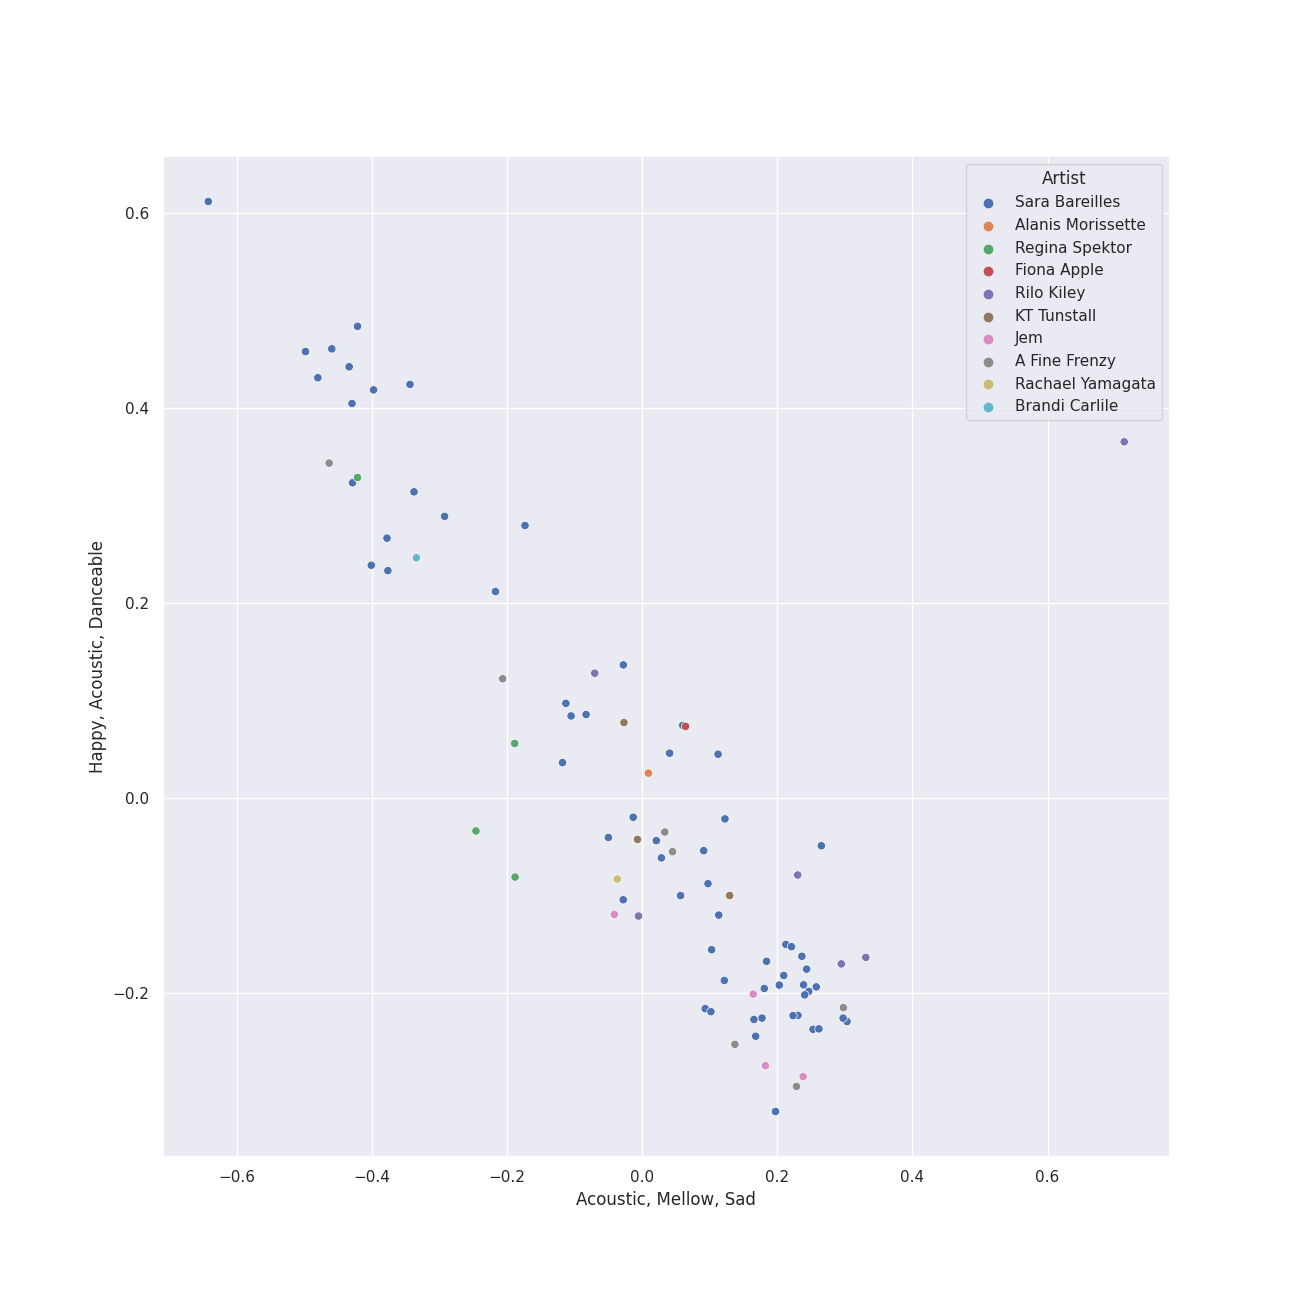 Artist
Sara Bareilles
Alanis Morissette
Regina Spektor
Fiona Apple
Rilo Kiley
KT Tunstall
Jem
A Fine Frenzy
Rachael Yamagata
Brandi Carlile
Happy, Acoustic, Danceable
0.6
0.4
0.2
0.0
−0.2
−0.6 −0.4 −0.2 0.0 0.2 0.4 0.6
Acoustic, Mellow, Sad